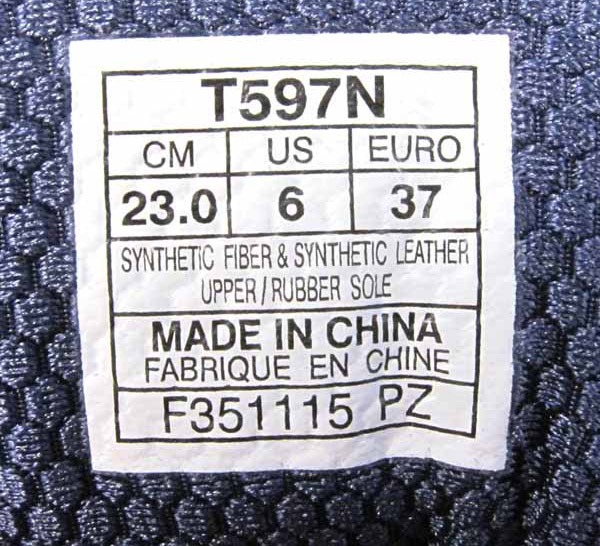 T597N
CM US EURO
23.0 6 37
SYNTHETIC FIBER & SYNTHETIC LEATHER
UPPER / RUBBER SOLE
MADE IN CHINA
FABRIQUE EN CHINE
F351115 PZ